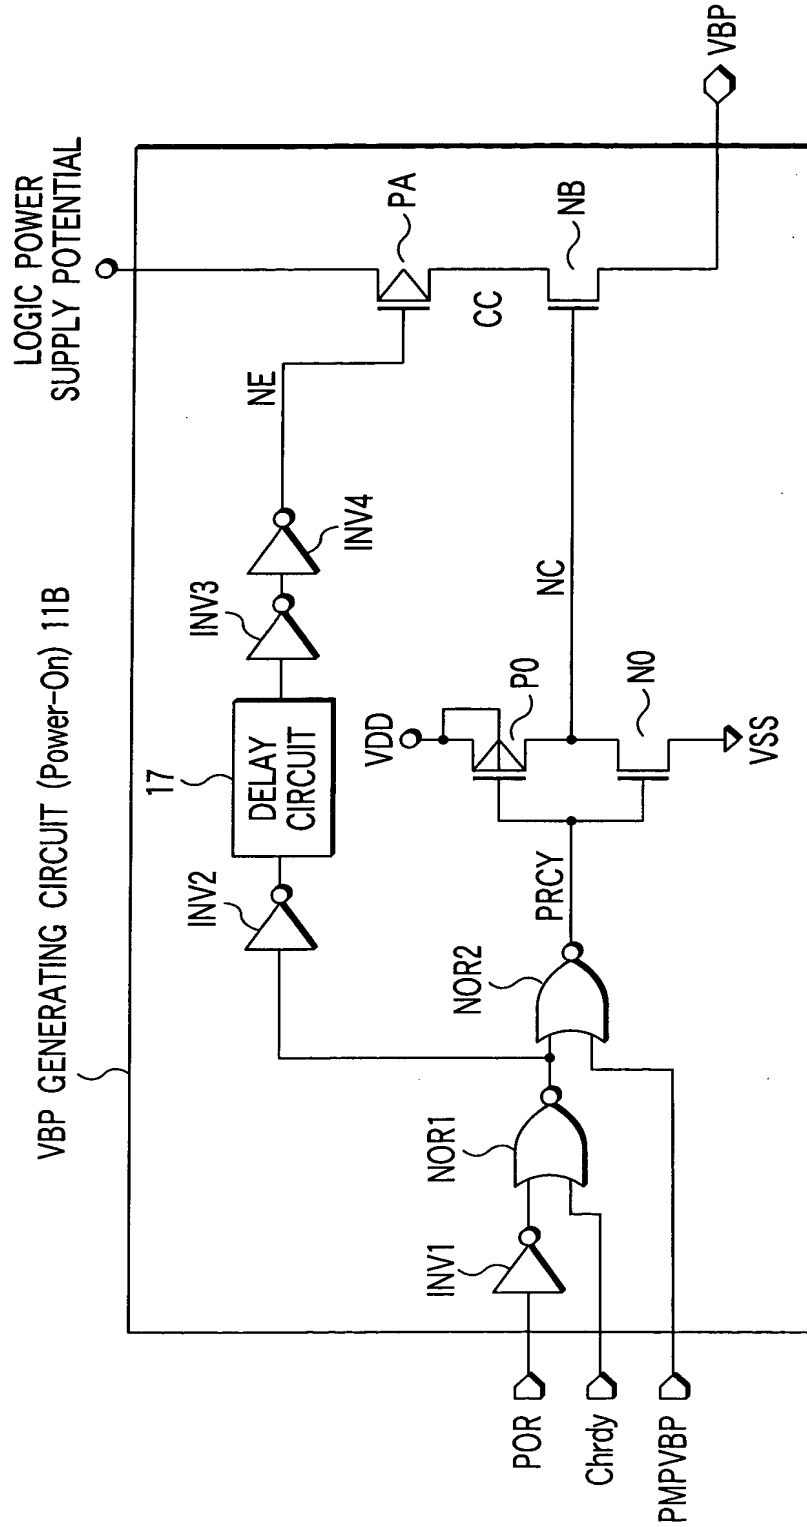 VBP GENERATING CIRCUIT (Power-On) 11B
LOGIC POWER
SUPPLY POTENTIAL
17
INV2
DELAY
CIRCUIT
INV3
INV4
NE
PA
CC
NB
VBP
VDD
P0
NC
N0
VSS
POR
INV1
NOR1
NOR2
PRCY
Chrdy
PMPVBP